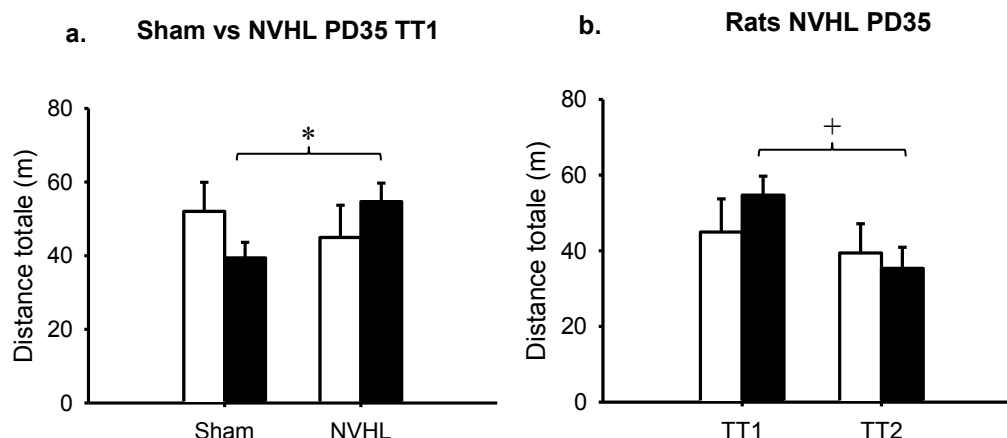 a. Sham vs NVHL PD35 TT1
80
60
40
20
0
Distance totale (m)
*
Sham NVHL
b. Rats NVHL PD35
80
60
40
20
0
Distance totale (m)
+
TT1 TT2